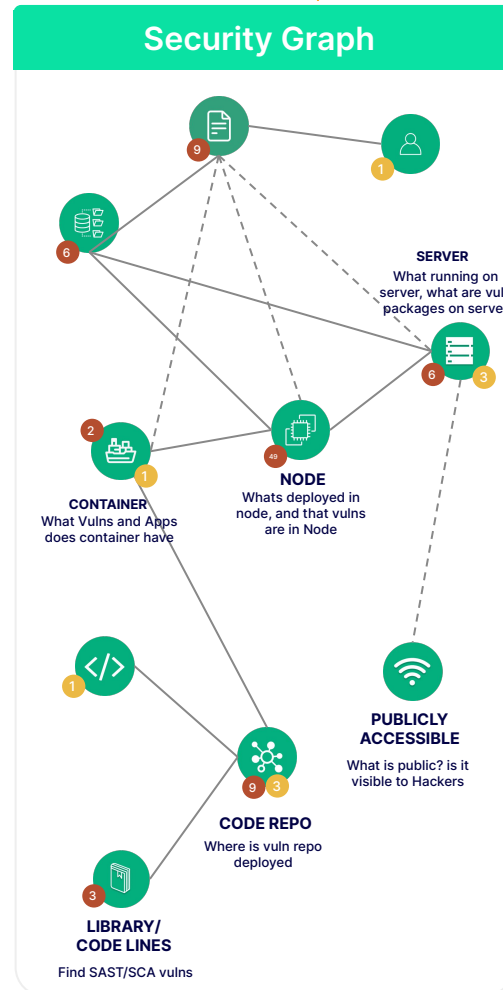 Security Graph
9
1
6
SERVER
What running on
server, what are vul
packages on serve
6
3
2
1
49
CONTAINER
What Vulns and Apps
does container have
NODE
Whats deployed in
node, and that vulns
are in Node
</>
1
PUBLICLY
ACCESSIBLE
What is public? is it
visible to Hackers
9
3
CODE REPO
Where is vuln repo
deployed
3
LIBRARY/
CODE LINES
Find SAST/SCA vulns